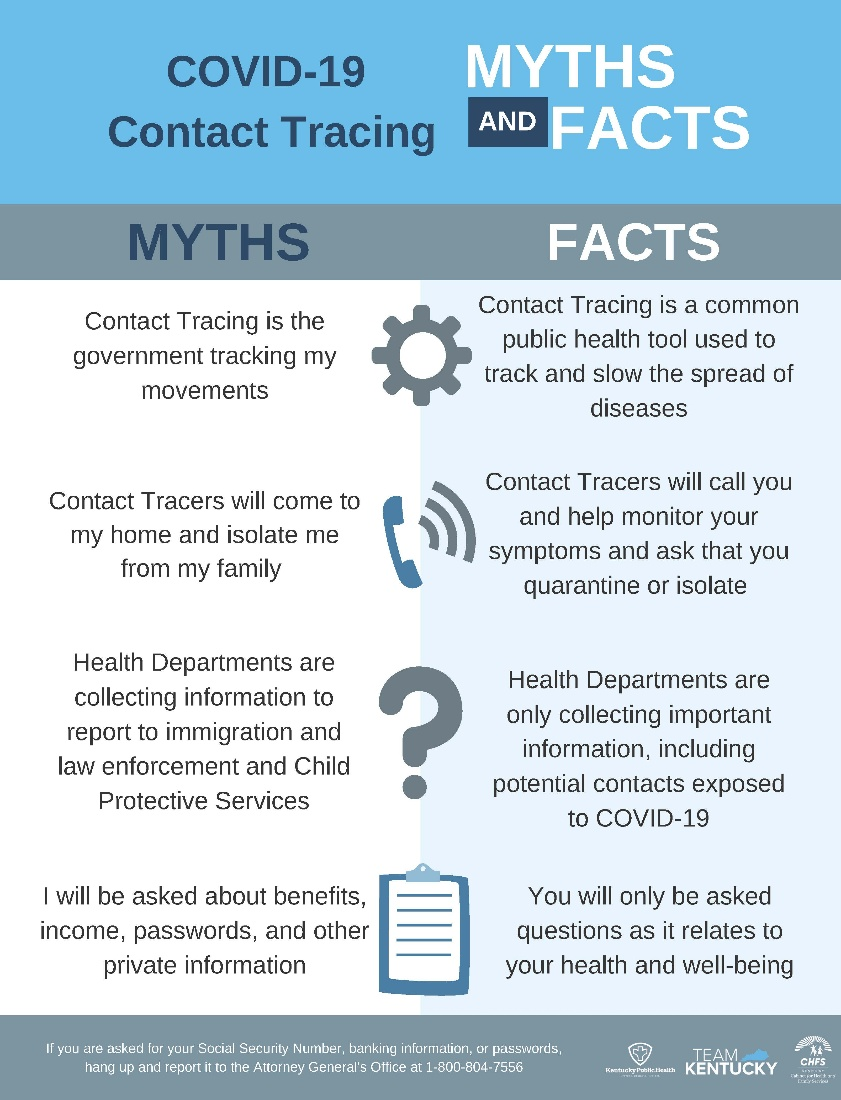 COVID-19
Contact Tracing
MYTHS
AND FACTS
MYTHS
FACTS
Contact Tracing is the
government tracking my
movements
Contact Tracing is a common
public health tool used to
track and slow the spread of
diseases
Contact Tracers will come to
my home and isolate me
from my family
Contact Tracers will call you
and help monitor your
symptoms and ask that you
quarantine or isolate
Health Departments are
collecting information to
report to immigration and
law enforcement and Child
Protective Services
Health Departments are
only collecting important
information, including
potential contacts exposed
to COVID-19
I will be asked about benefits,
income, passwords, and other
private information
You will only be asked
questions as it relates to
your health and well-being
If you are asked for your Social Security Number, banking information, or passwords,
hang up and report it to the Attorney General's Office at 1-800-804-7556
KentuckyPublicHealth
TEAM
KENTUCKY
CHFS
Cabinet for Health and
Family Services